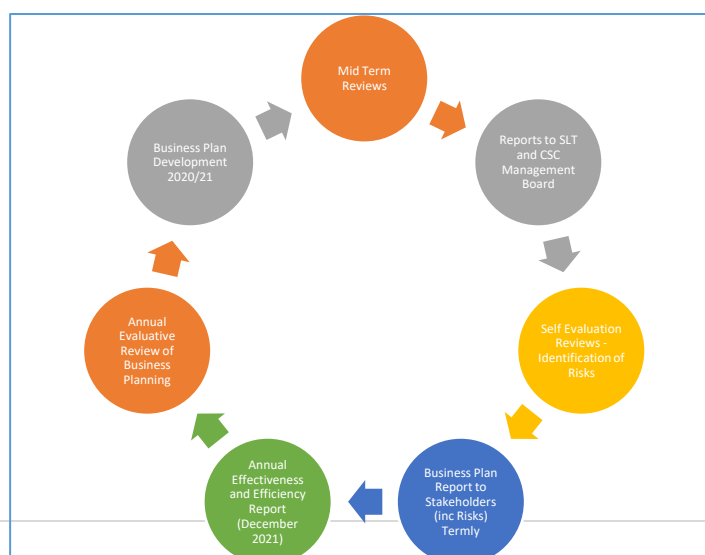 Mid Term
Reviews
Reports to SLT
and CSC
Management
Board
Self Evaluation
Reviews -
Identification of
Risks
Business Plan
Report to
Stakeholders
(inc Risks)
Termly
Annual
Effectiveness
and Efficiency
Report
(December
2021)
Annual
Evaluative
Review of
Business
Planning
Business Plan
Development
2020/21